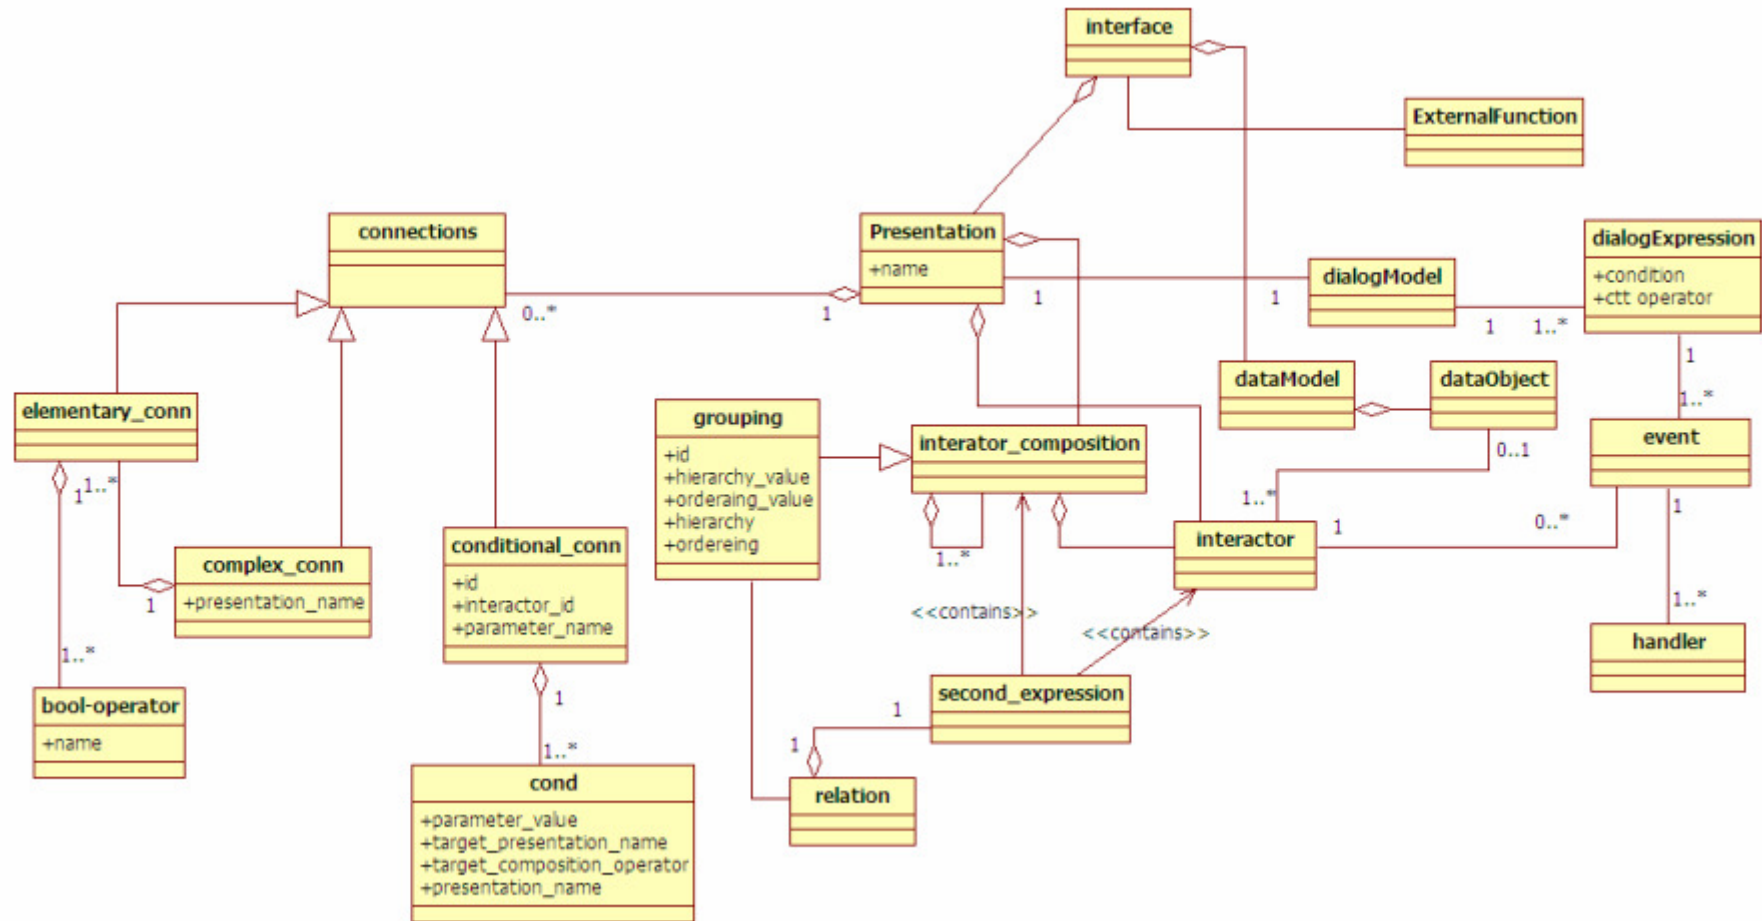 interface
ExternalFunction
connections
Presentation
+name
dialogExpression
+condition
+ctt operator
dialogModel
0..*
1
1
1
1
1..*
1
1..*
elementary_conn
grouping
+id
+hierarchy_value
+orderaing_value
+hierarchy
+ordereing
interator_composition
dataModel
dataObject
event
0..1
1
1..*
1..*
1
0..*
1
conditional_conn
+id
+interactor_id
+parameter_name
interactor
complex_conn
+presentation_name
1
1..*
<<contains>>
<<contains>>
1..*
handler
1..*
bool-operator
+name
second_expression
1
1
1
1..*
cond
+parameter_value
+target_presentation_name
+target_composition_operator
+presentation_name
relation